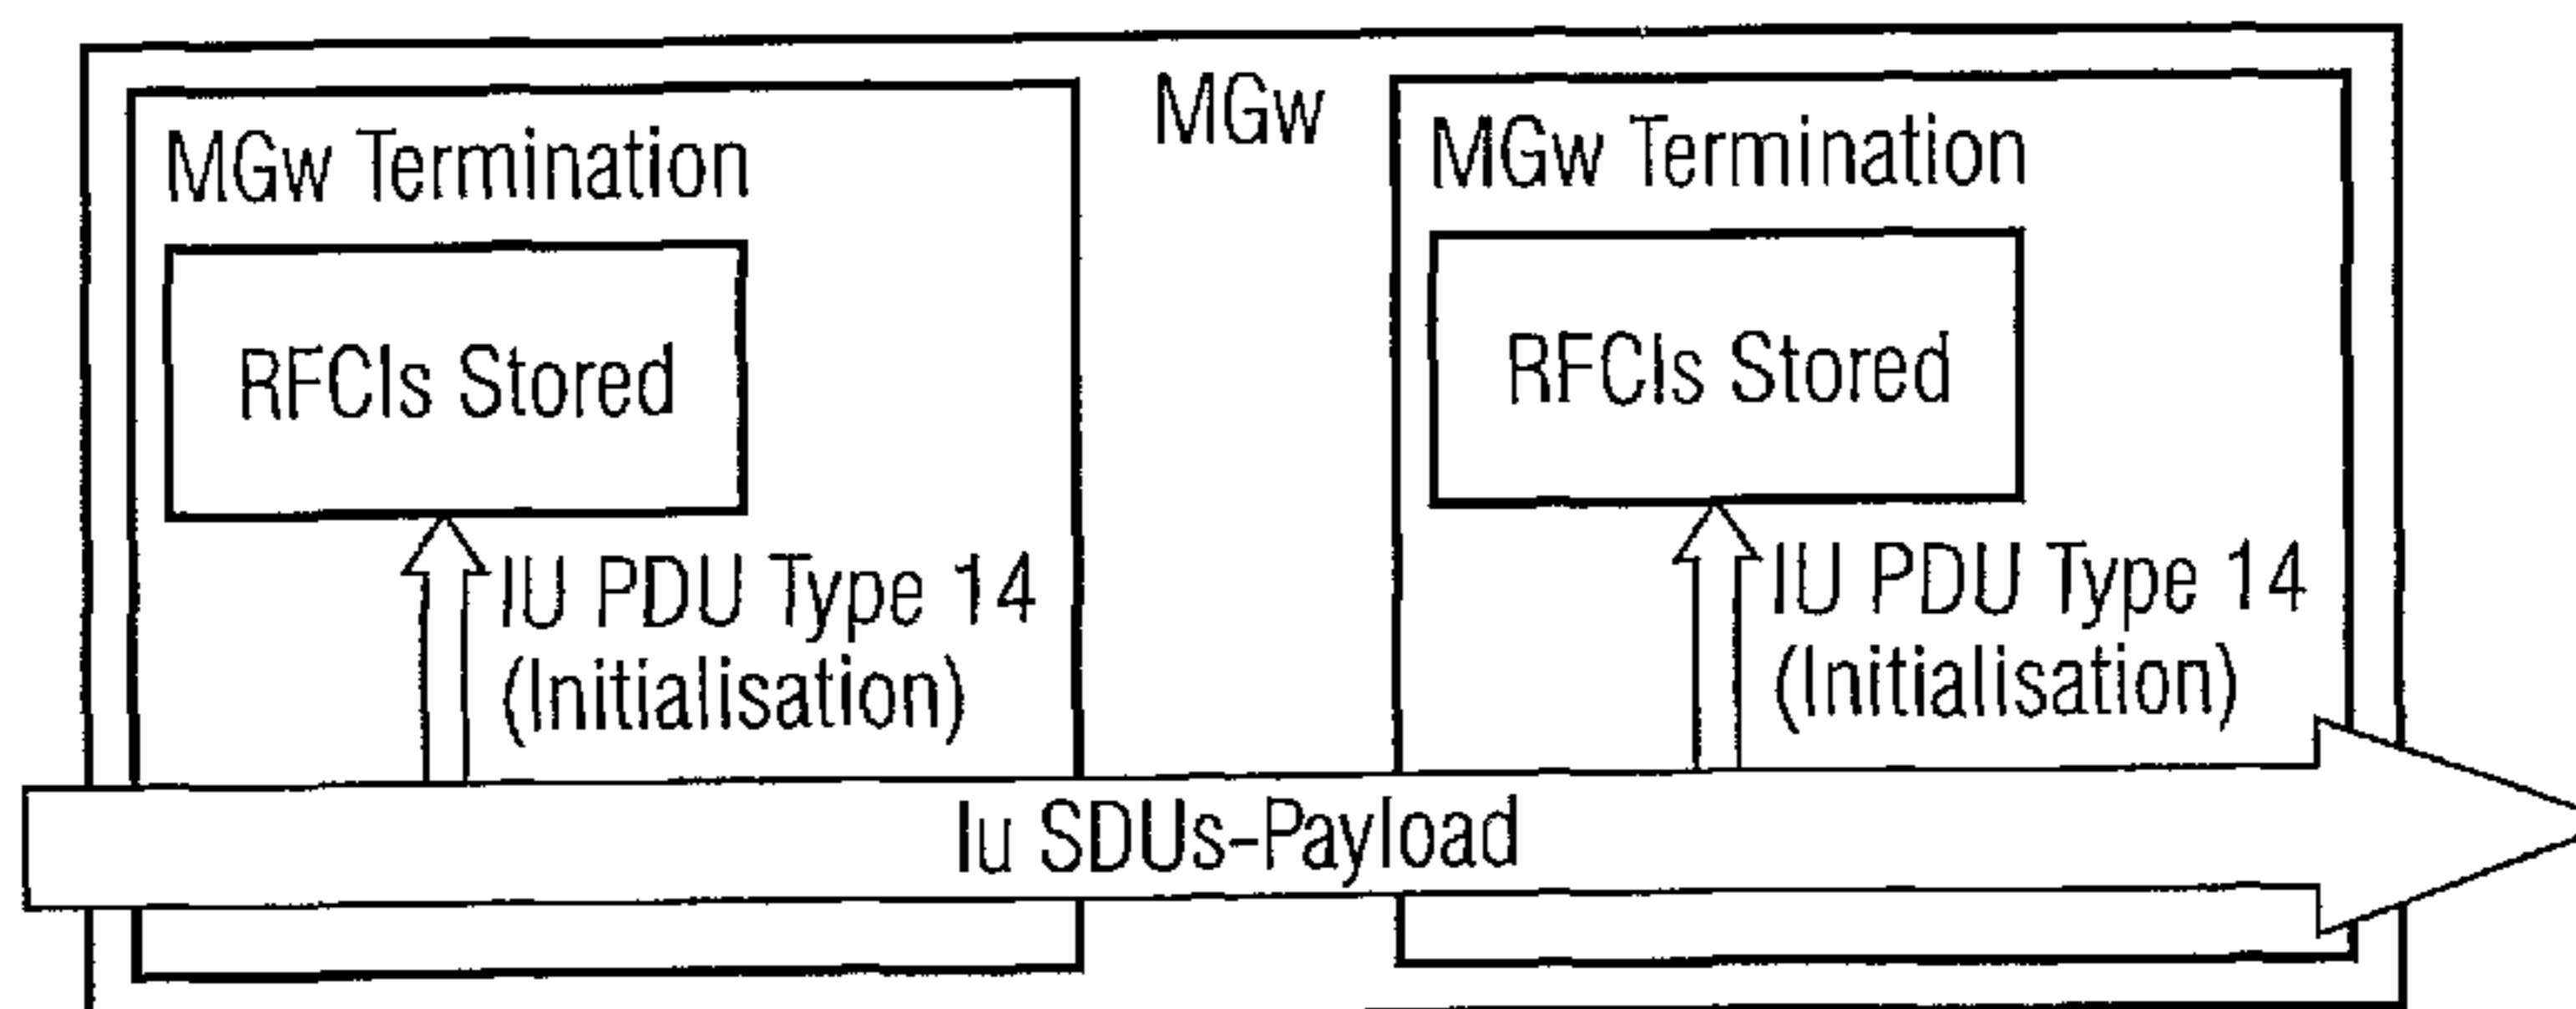 MGw
MGw Termination
RFCIs Stored
IU PDU Type 14
(Initialisation)
MGw Termination
RFCIs Stored
IU PDU Type 14
(Initialisation)
Iu SDUs-Payload